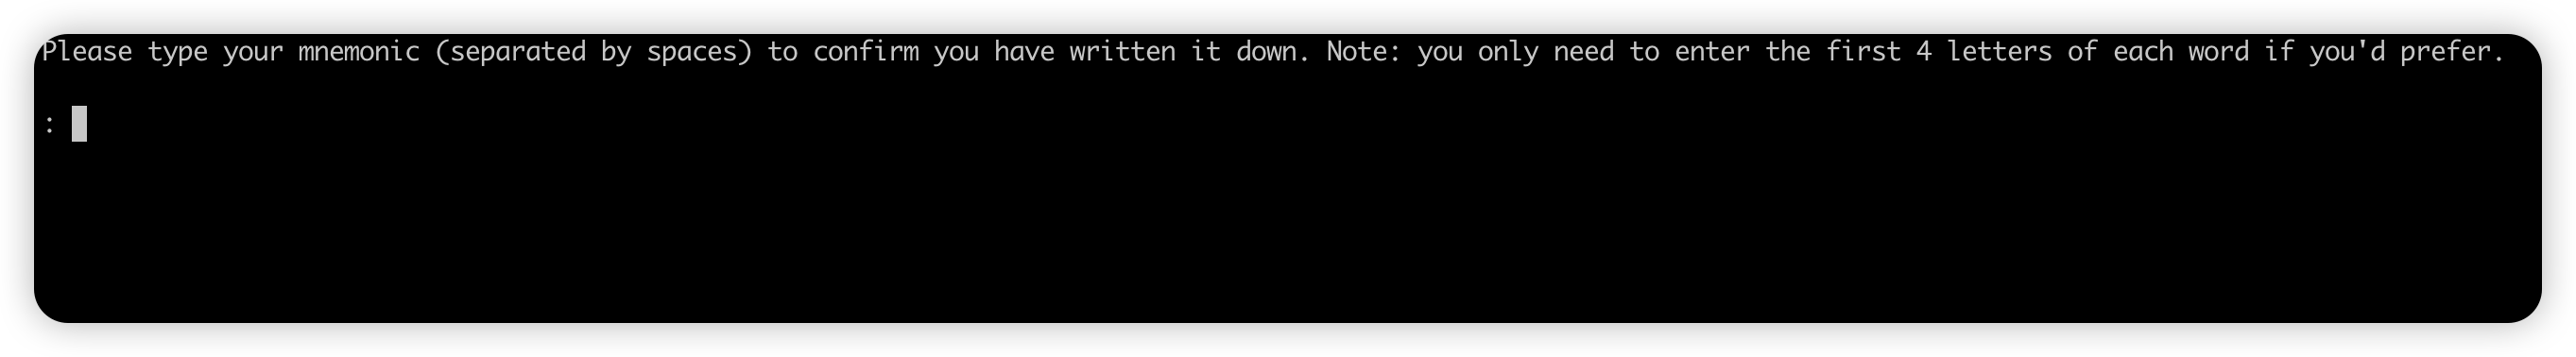 Please type your mnemonic (separated by spaces) to confirm you have written it down. Note: you only need to enter the first 4 letters of each word if you'd prefer.
: